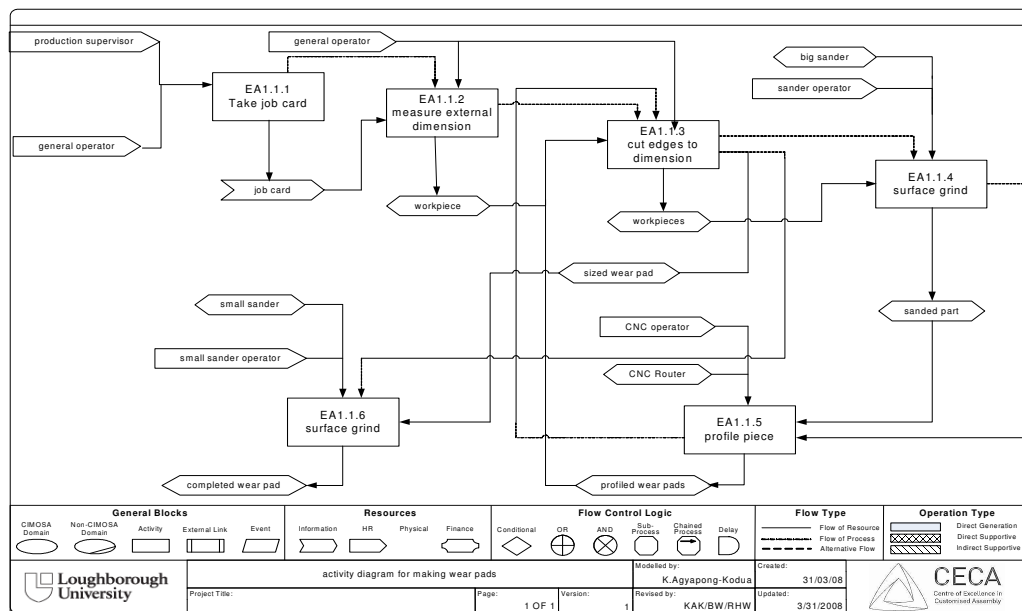 production supervisor
general operator
big sander
sander operator
EA1.1.1
Take job card
EA1.1.2
measure external
dimension
EA1.1.3
cut edges to
dimension
general operator
EA1.1.4
surface grind
job card
workpiece
workpieces
sized wear pad
small sander
sanded part
CNC operator
small sander operator
CNC Router
EA1.1.6
surface grind
EA1.1.5
profile piece
completed wear pad
profiled wear pads
General Blocks
CIMOSA
Domain
Non-CIMOSA
Domain
Activity
External Link
Event
Resources
Information
HR
Physical
Finance
Flow Control Logic
Conditional
OR
AND
Sub-
Process
Chained
Process
Delay
Flow Type
Flow of Resource
Flow of Process
Alternative Flow
Operation Type
Direct Generation
Direct Supportive
Indirect Supportive
Loughborough
University
activity diagram for making wear pads
Modelled by:
K.Agyapong-Kodua
Created:
31/03/08
Project Title:
Page:
1 OF 1
Version:
1
Revised by:
KAK/BW/RHW
Updated:
3/31/2008
CECA
Centre of Excellence in
Customised Assembly